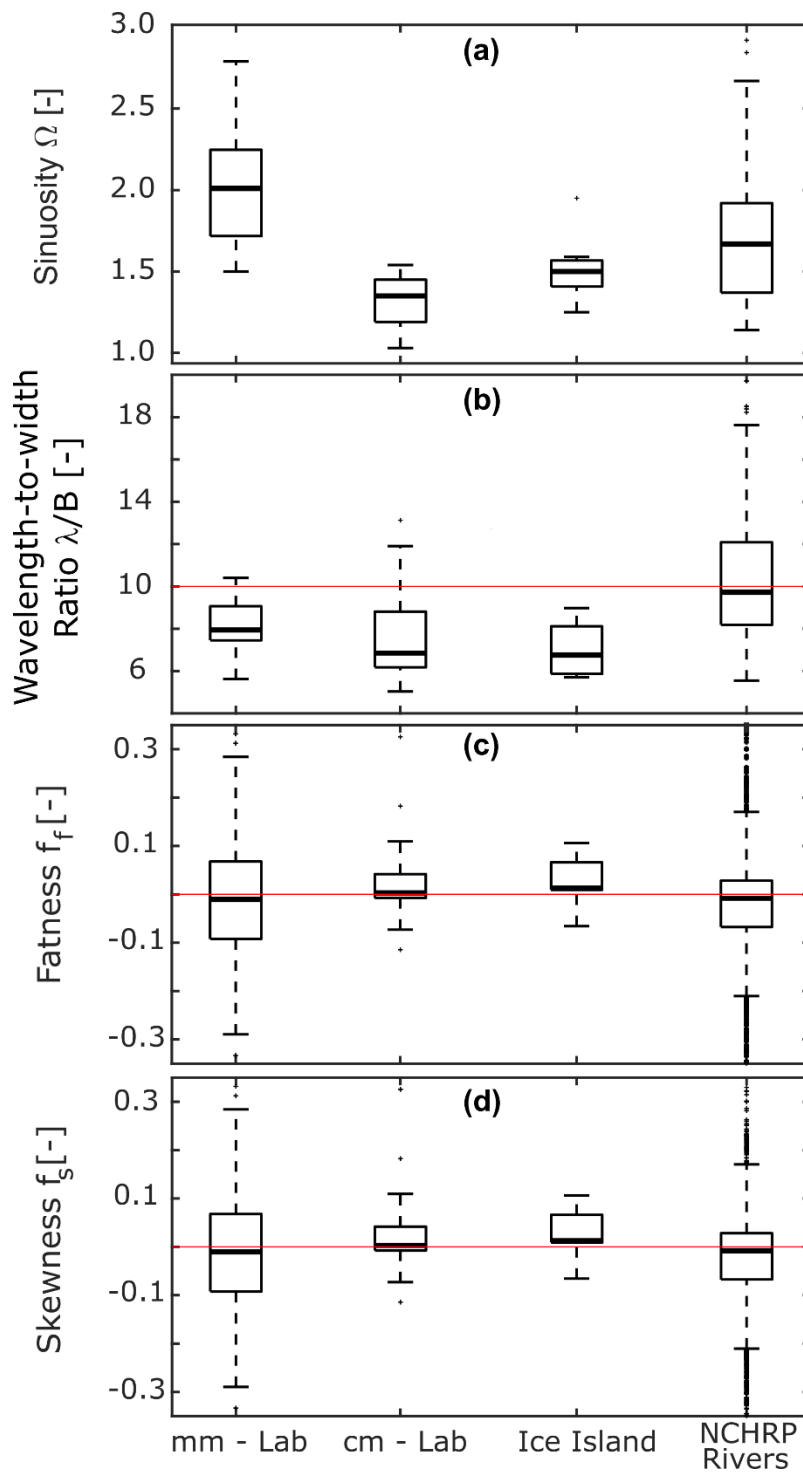 (a)
Sinuosity Ω [-]
3.0
2.5
2.0
1.5
1.0
(b)
Wavelength-to-width
Ratio λ/B [-]
18
14
10
6
(c)
Fatness f_f [-]
0.3
0.1
-0.1
-0.3
(d)
Skewness f_s [-]
0.3
0.1
-0.1
-0.3
mm - Lab
cm - Lab
Ice Island
NCHRP
Rivers